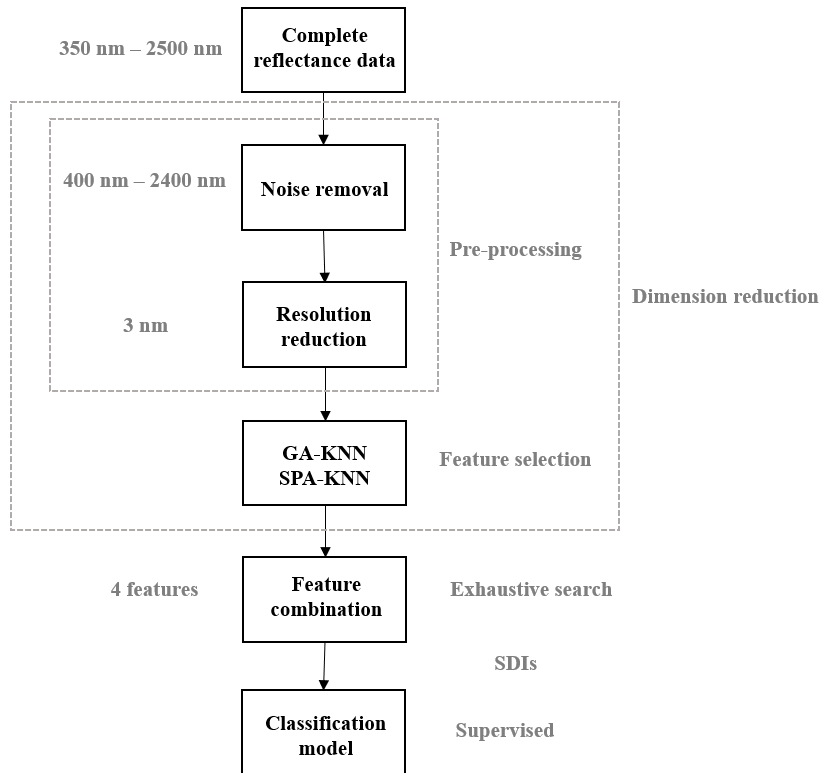 350 nm – 2500 nm
Complete
reflectance data
400 nm – 2400 nm
Noise removal
Pre-processing
Dimension reduction
3 nm
Resolution
reduction
GA-KNN
SPA-KNN
Feature selection
4 features
Feature
combination
Exhaustive search
SDIs
Classification
model
Supervised